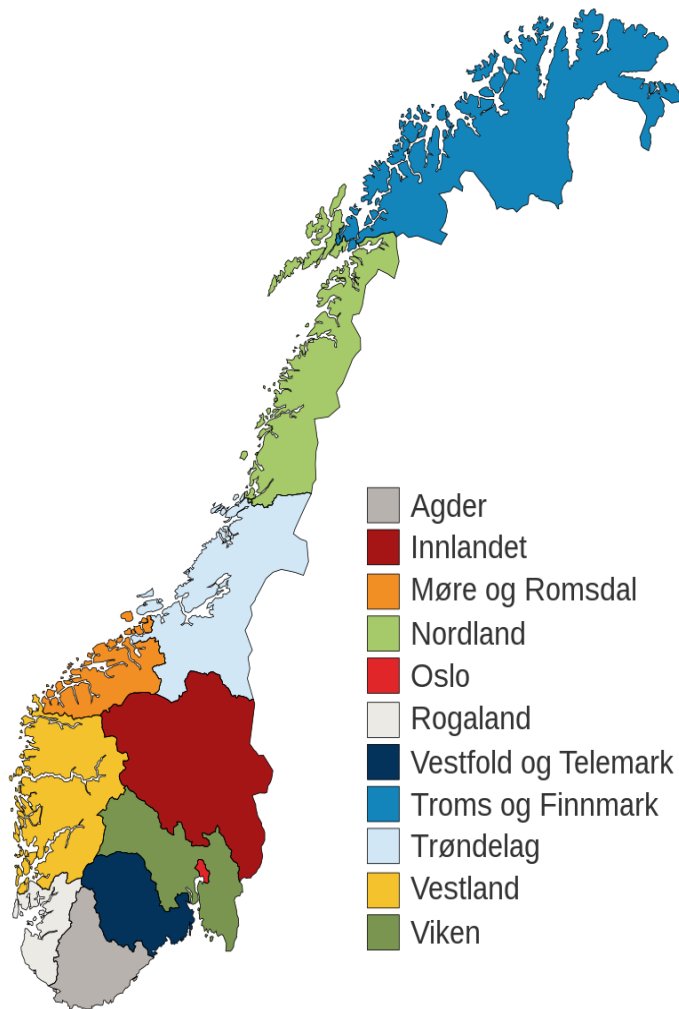 Agder
Innlandet
Møre og Romsdal
Nordland
Oslo
Rogaland
Vestfold og Telemark
Troms og Finnmark
Trøndelag
Vestland
Viken